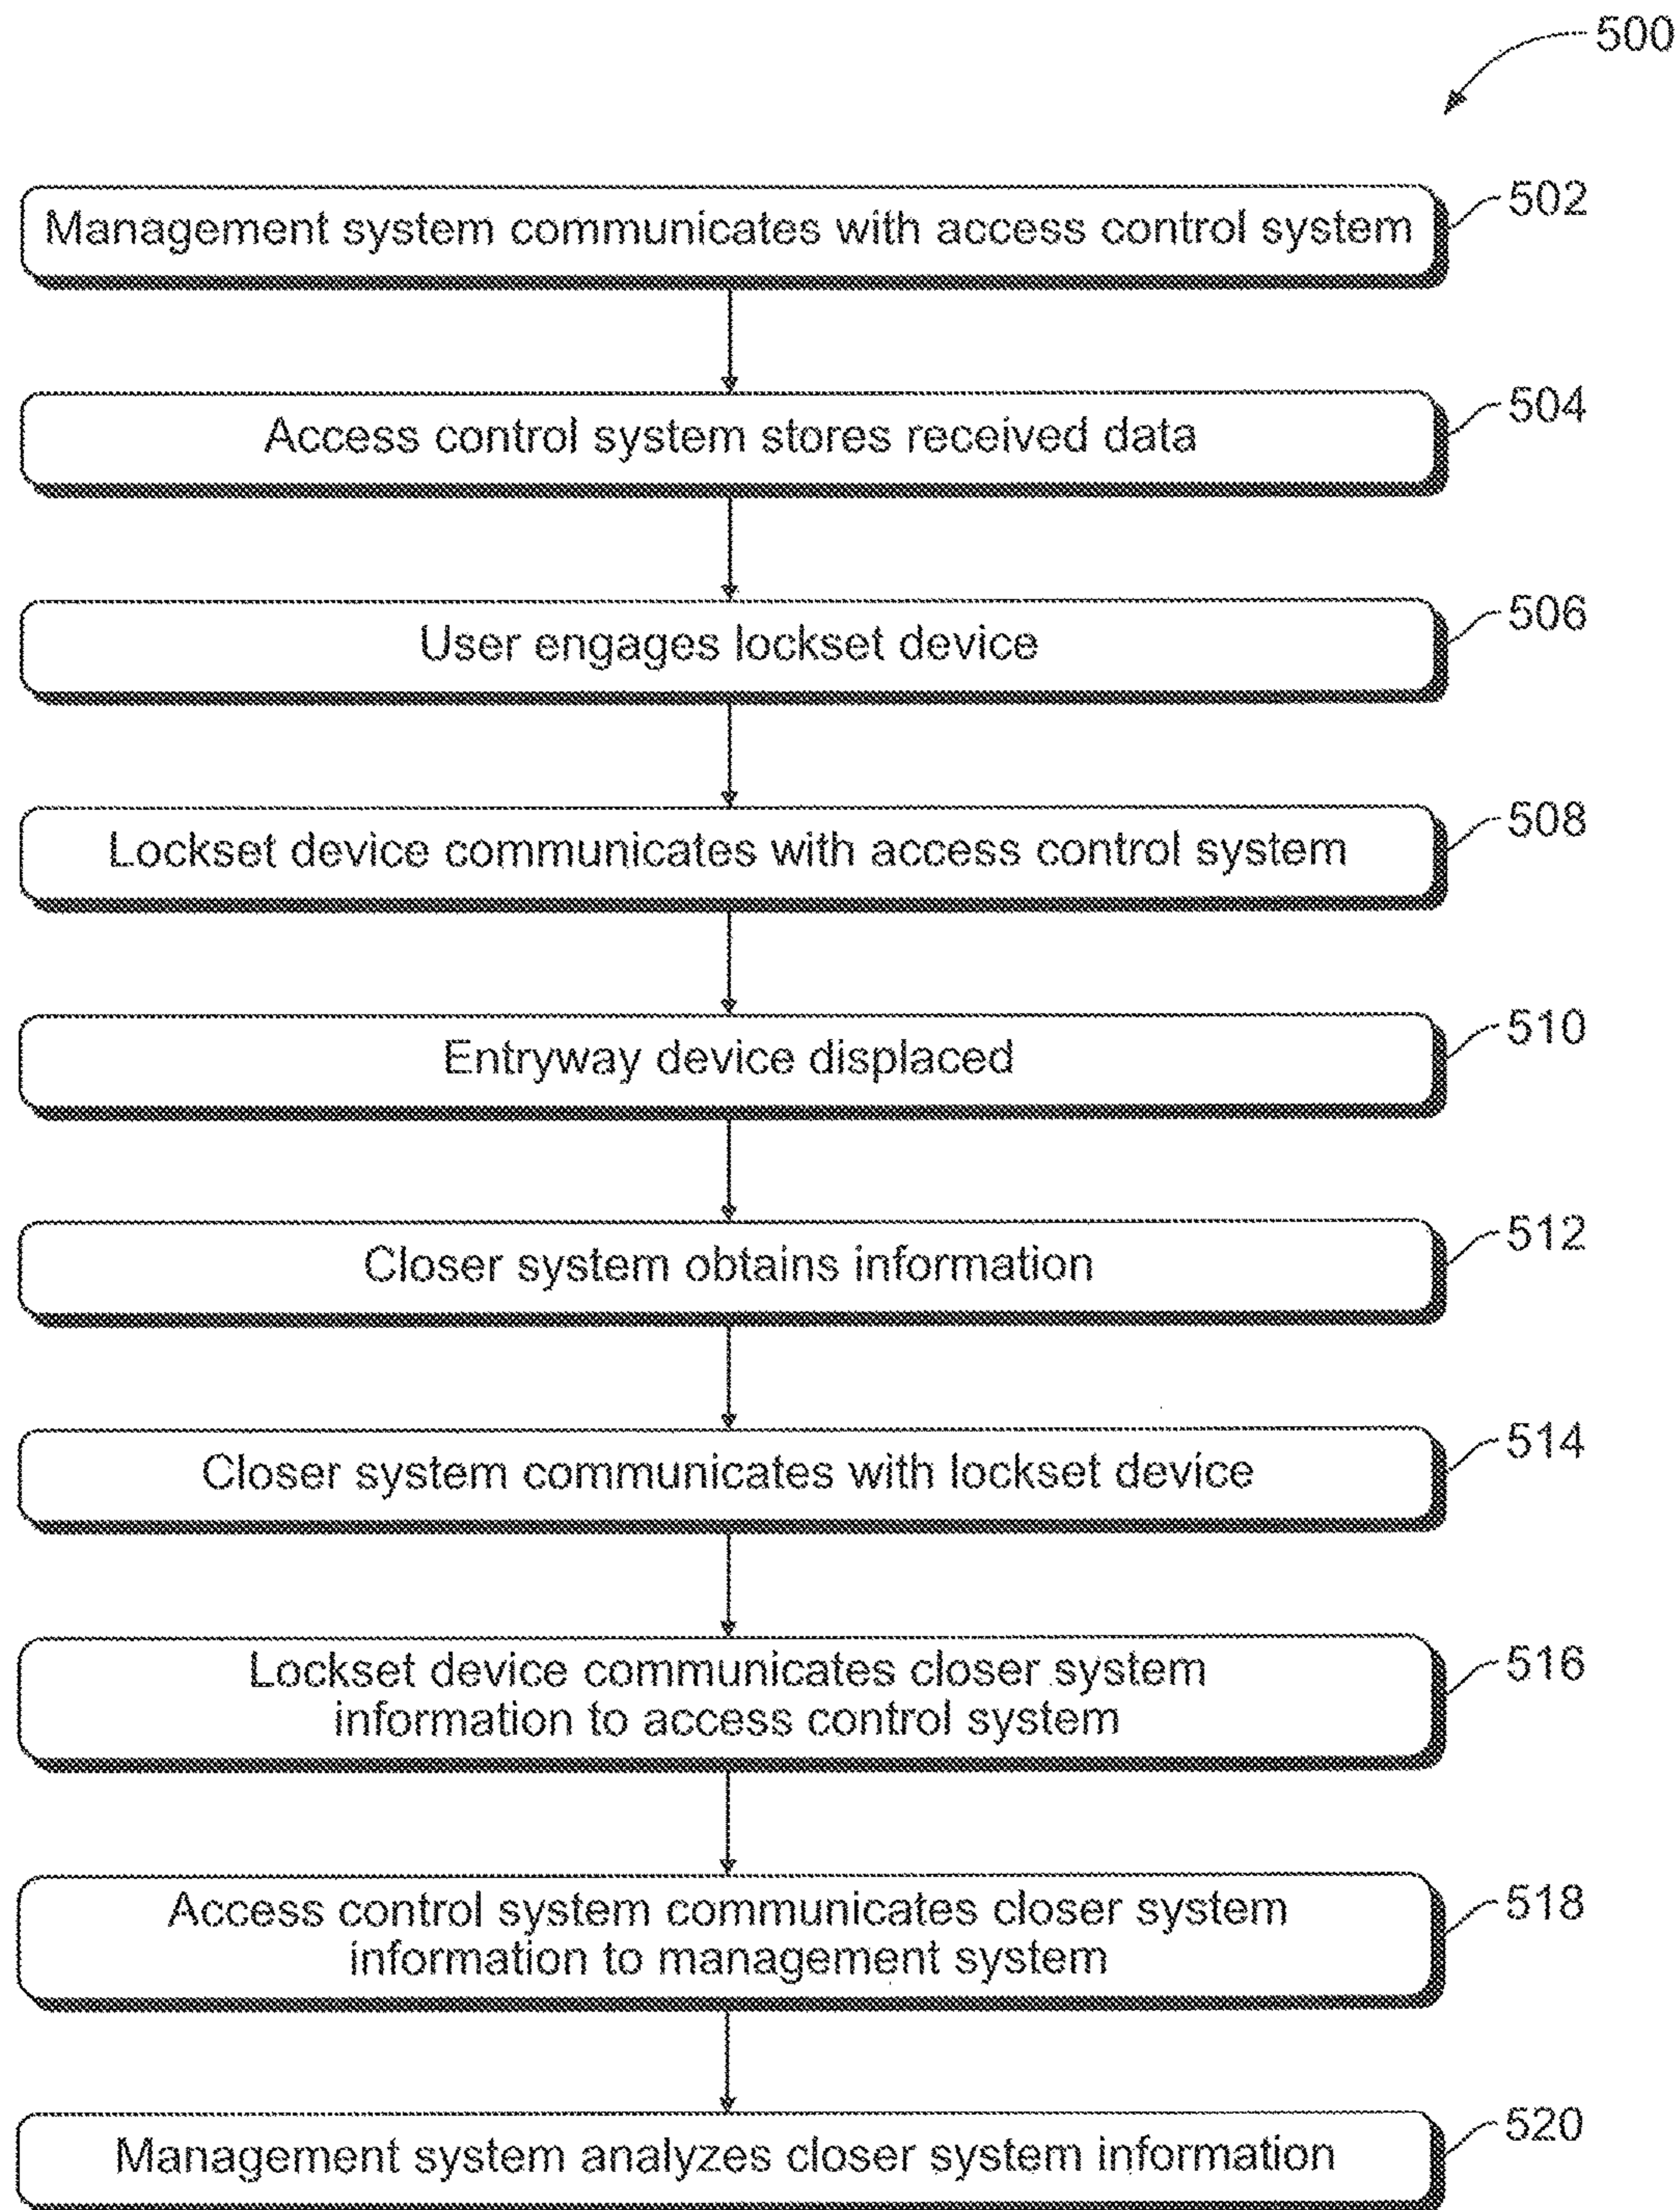 500
Management system communicates with access control system
502
Access control system stores received data
504
User engages lockset device
506
Lockset device communicates with access control system
508
Entryway device displaced
510
Closer system obtains information
512
Closer system communicates with lockset device
514
Lockset device communicates closer system
information to access control system
516
Access control system communicates closer system
information to management system
518
Management system analyzes closer system information
520